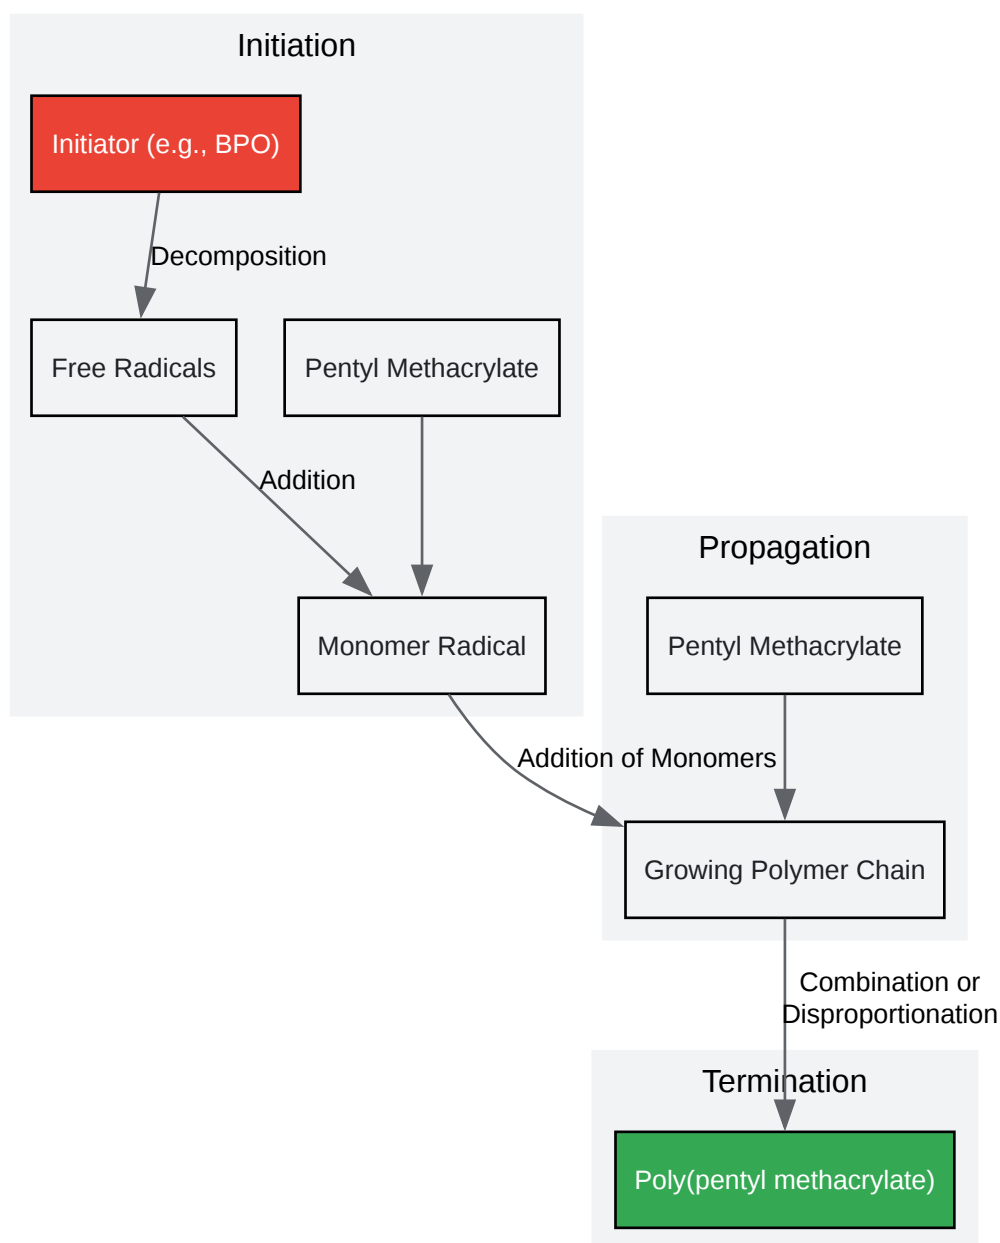 Initiation
Initiator (e.g., BPO)
Decomposition
Free Radicals
Pentyl Methacrylate
Addition
Monomer Radical
Propagation
Pentyl Methacrylate
Addition of Monomers
Growing Polymer Chain
Combination or
Disproportionation
Termination
Poly(pentyl methacrylate)